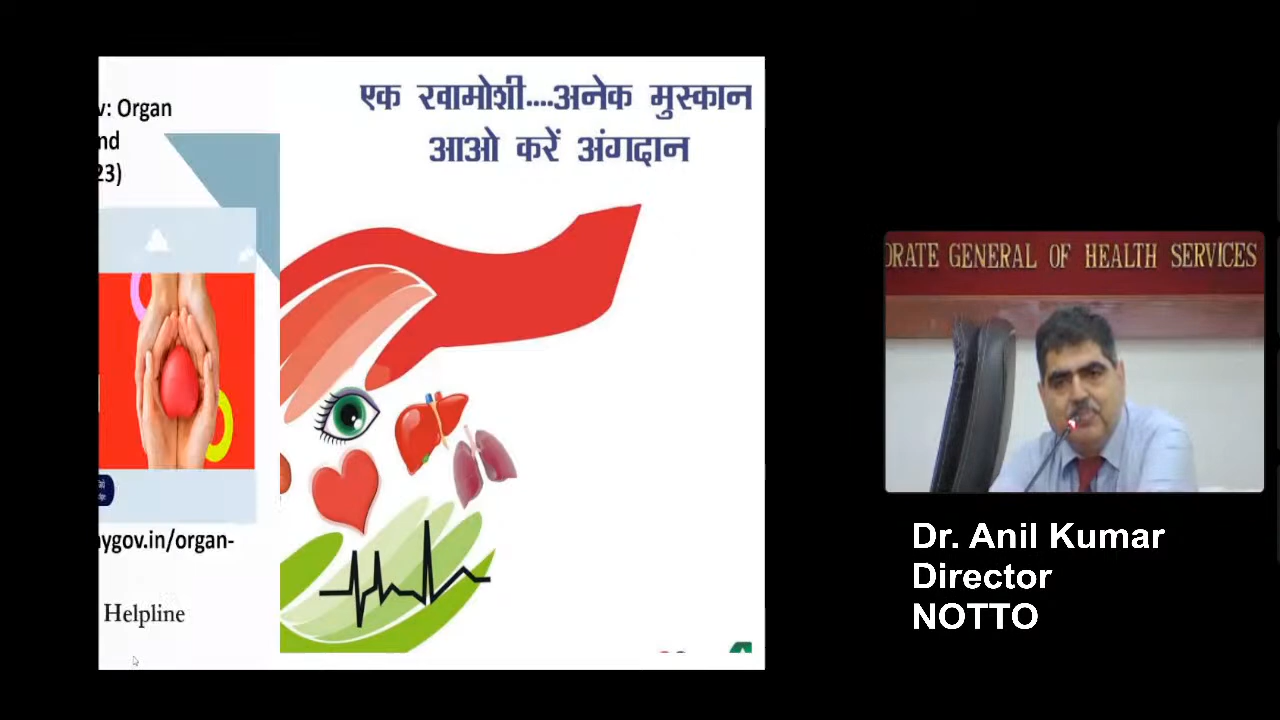 v: Organ
nd
23)
एक खामोशी....अनेक मुस्कान
आओ करें अंगदान
ygov.in/organ-
Helpline
ORATE GENERAL OF HEALTH SERVICES
Dr. Anil Kumar
Director
NOTTO